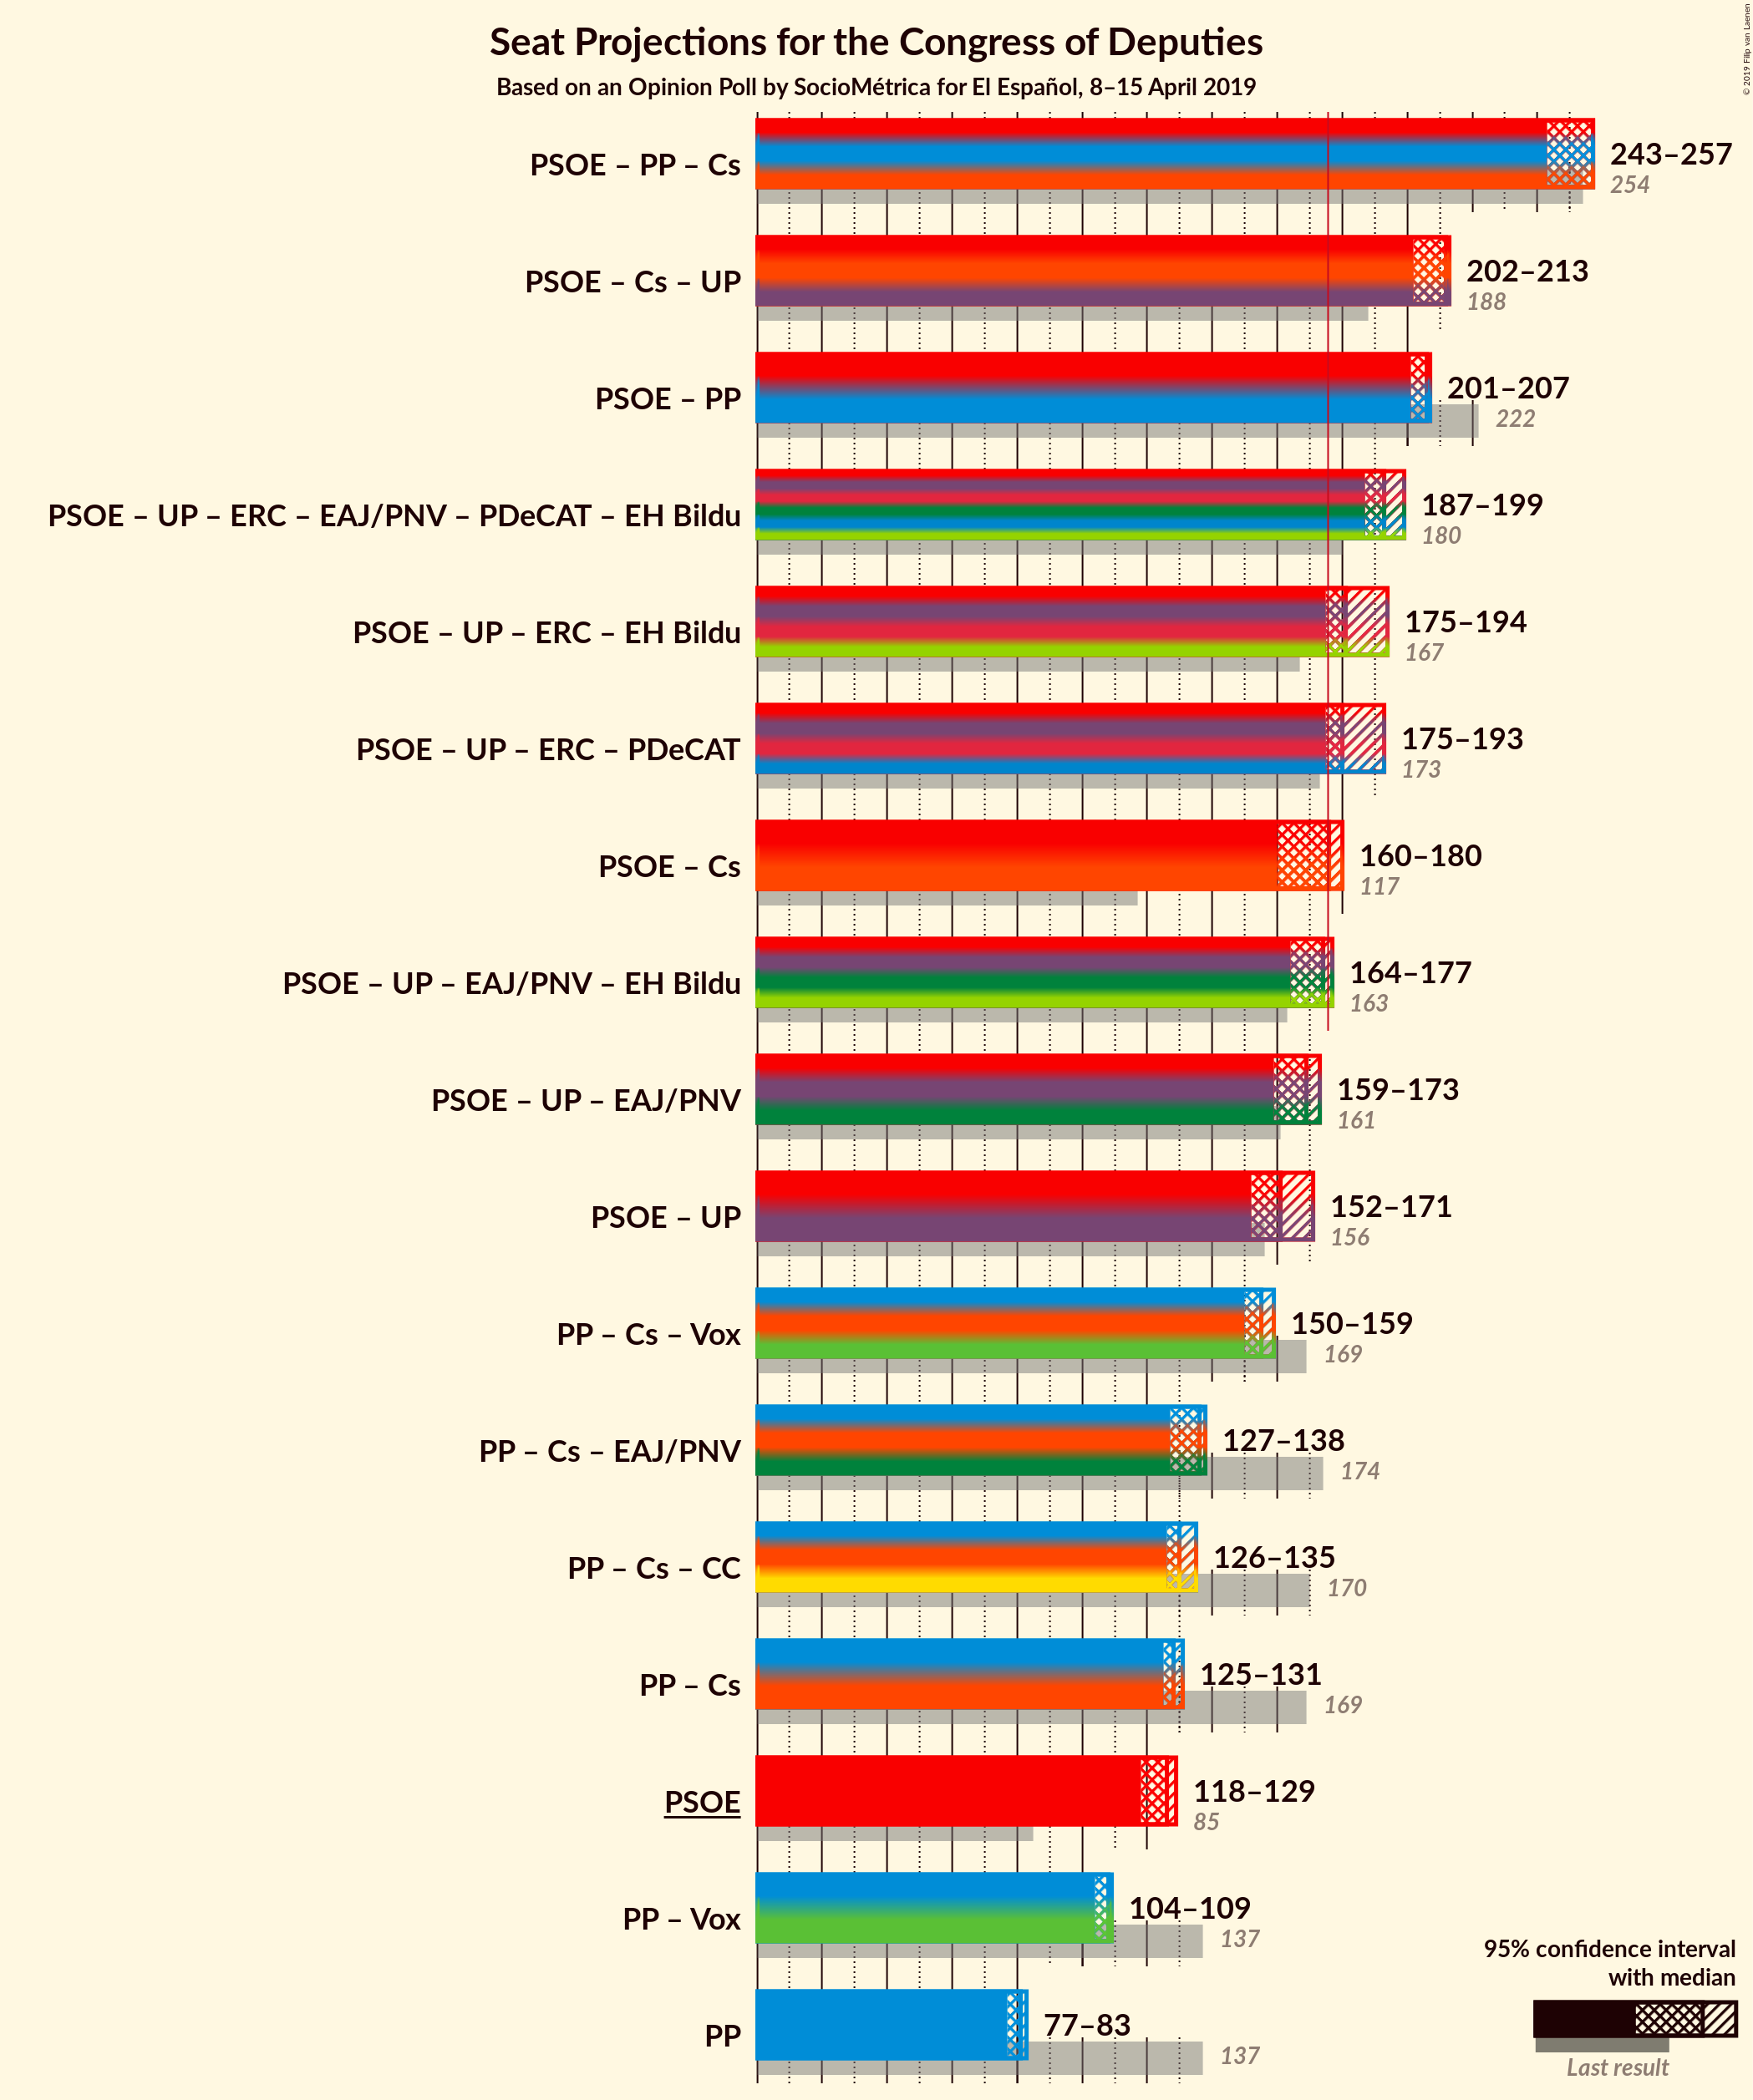 Seat Projections for the Congress of Deputies
Based on an Opinion Poll by SocioMétrica for El Español, 8–15 April 2019
© 2019 Filip van Laenen
PSOE – PP – Cs
243–257
254
PSOE – Cs – UP
202–213
188
PSOE – PP
201–207
222
PSOE – UP – ERC – EAJ/PNV – PDeCAT – EH Bildu
187–199
180
PSOE – UP – ERC – EH Bildu
175–194
167
PSOE – UP – ERC – PDeCAT
175–193
173
PSOE – Cs
160–180
117
PSOE – UP – EAJ/PNV – EH Bildu
164–177
163
PSOE – UP – EAJ/PNV
159–173
161
PSOE – UP
152–171
156
PP – Cs – Vox
150–159
169
PP – Cs – EAJ/PNV
127–138
174
PP – Cs – CC
126–135
170
PP – Cs
125–131
169
PSOE
118–129
85
PP – Vox
104–109
137
PP
77–83
137
95% confidence interval
with median
Last result